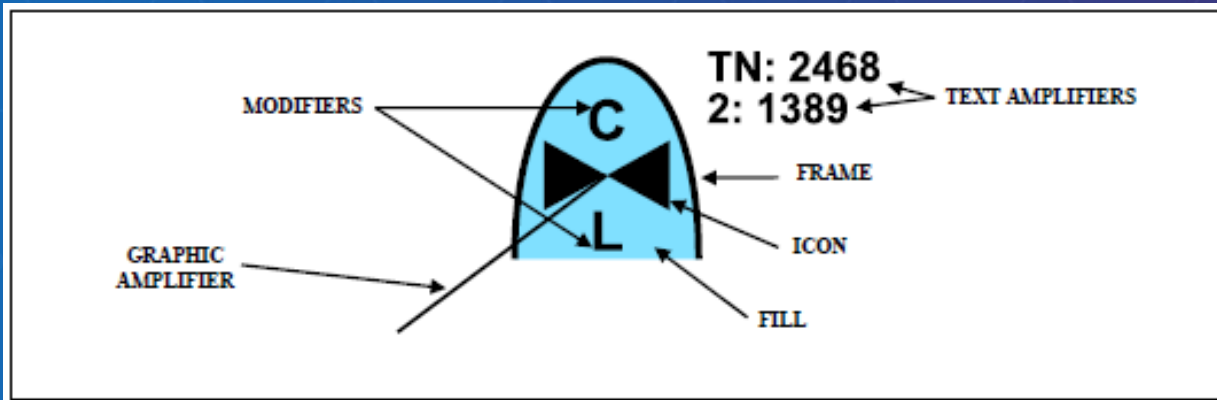 TN: 2468
2: 1389
MODIFIERS
C
TEXT AMPLIFIERS
FRAME
L
ICON
GRAPHIC
AMPLIFIER
FILL